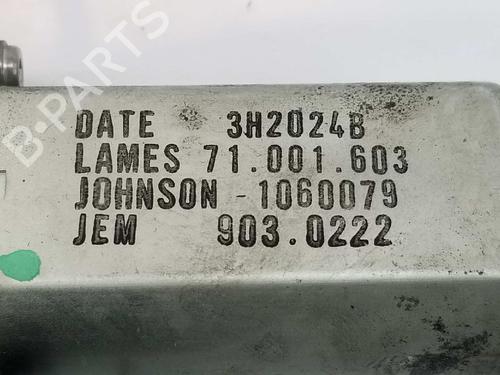 B-PARTS
DATE 3H2024B
LAMES 71.001.603
JOHNSON - 1060079
JEM 903.0222